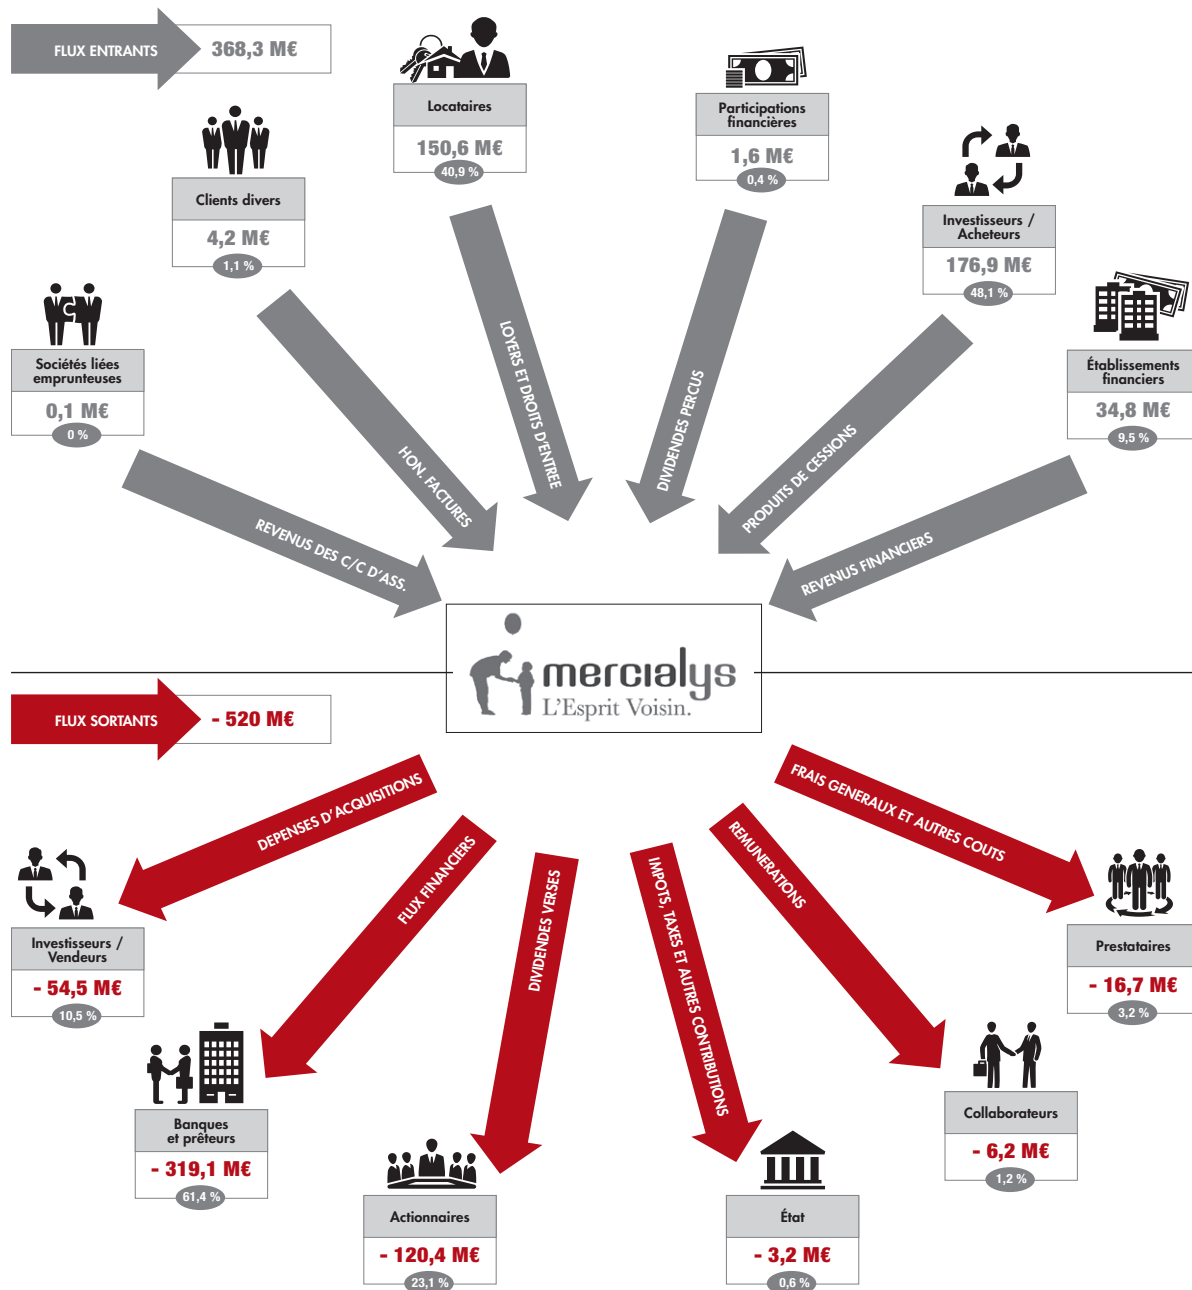 FLUX ENTRANTS
368,3 M€
Locataires
150,6 M€
40,9 %
Participations
financières
1,6 M€
0,4 %
Clients divers
4,2 M€
1,1 %
Investisseurs /
Acheteurs
176,9 M€
48,1 %
Sociétés liées
emprunteuses
0,1 M€
0 %
Établissements
financiers
34,8 M€
9,5 %
REVENUS DES C/C D'ASS.
HON. FACTURES
LOYERS ET DROITS D'ENTREE
DIVIDENDES PERCUS
PRODUITS DE CESSIONS
REVENUS FINANCIERS
mercialys
L'Esprit Voisin.
FLUX SORTANTS
- 520 M€
DEPENSES D'ACQUISITIONS
FLUX FINANCIERS
DIVIDENDES VERSES
IMPOTS, TAXES ET AUTRES CONTRIBUTIONS
REMUNERATIONS
FRAIS GENERAUX ET AUTRES COUTS
Investisseurs /
Vendeurs
- 54,5 M€
10,5 %
Prestataires
- 16,7 M€
3,2 %
Banques
et prêteurs
- 319,1 M€
61,4 %
Collaborateurs
- 6,2 M€
1,2 %
Actionnaires
- 120,4 M€
23,1 %
État
- 3,2 M€
0,6 %